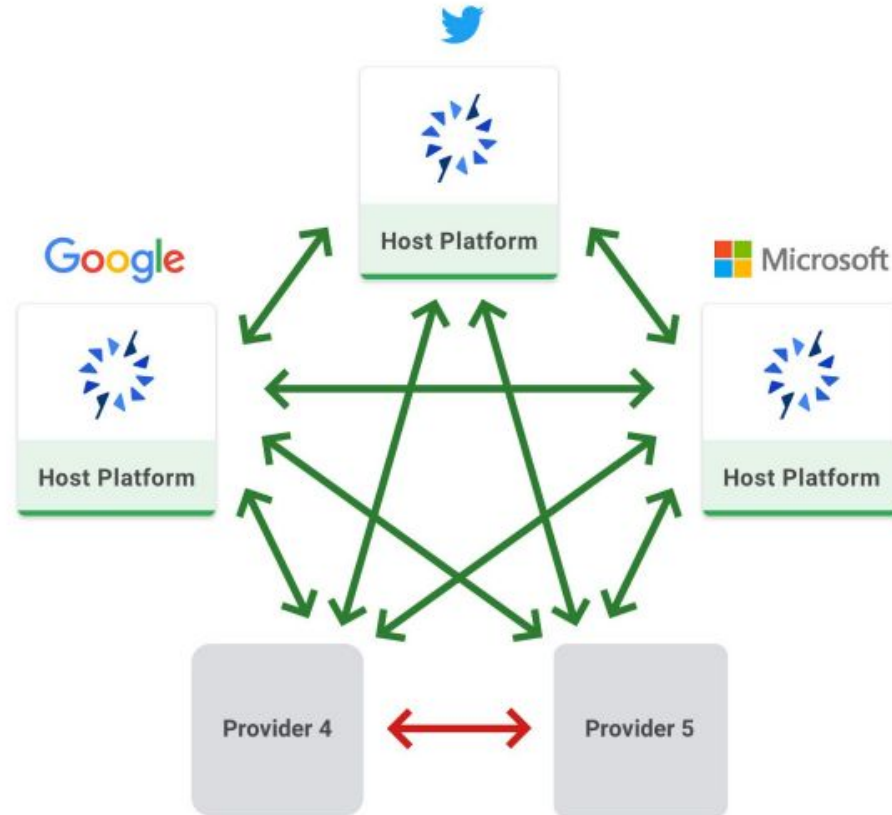 Host Platform
Google
Microsoft
Host Platform
Host Platform
Provider 4
Provider 5